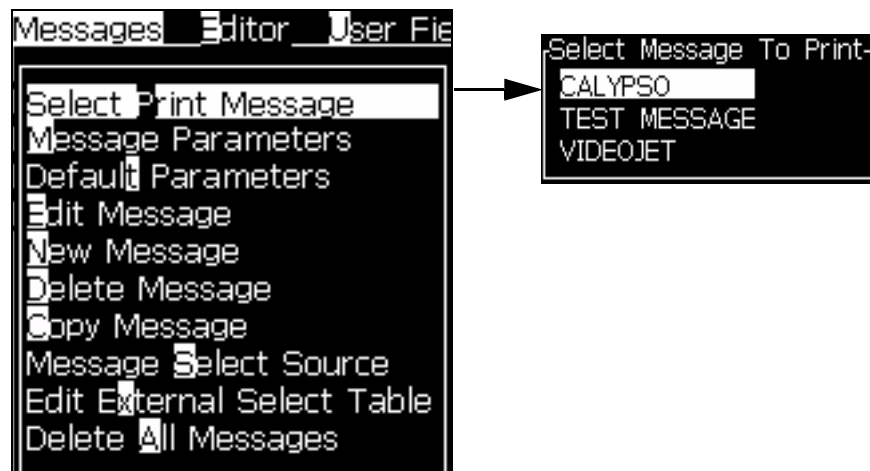 Messages Editor User Fie
Select Print Message
Message Parameters
Default Parameters
Edit Message
New Message
Delete Message
Copy Message
Message Select Source
Edit External Select Table
Delete All Messages
Select Message To Print
CALYPSO
TEST MESSAGE
VIDEOJET